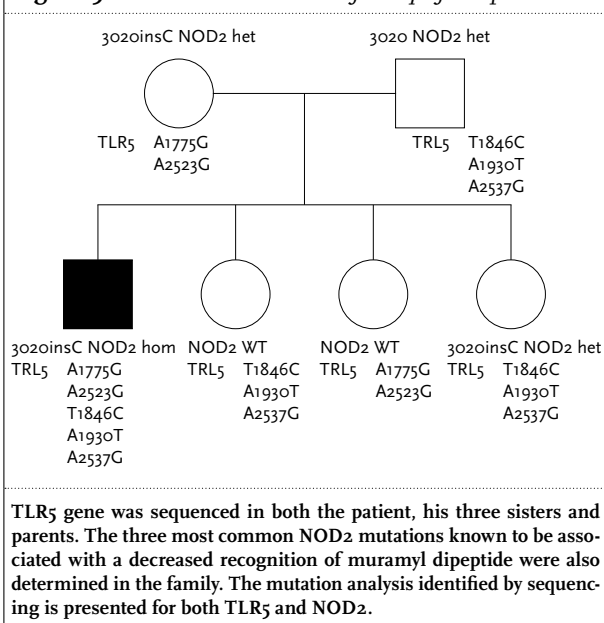 3020insC NOD2 het
3020 NOD2 het
TLR5 A1775G
A2523G
TRL5 T1846C
A1930T
A2537G
3020insC NOD2 hom
TRL5 A1775G
A2523G
T1846C
A1930T
A2537G
NOD2 WT
TRL5 T1846C
A1930T
A2537G
NOD2 WT
TRL5 A1775G
A2523G
3020insC NOD2 het
TRL5 T1846C
A1930T
A2537G
TLR5 gene was sequenced in both the patient, his three sisters and
parents. The three most common NOD2 mutations known to be asso-
ciated with a decreased recognition of muramyl dipeptide were also
determined in the family. The mutation analysis identified by sequenc-
ing is presented for both TLR5 and NOD2.